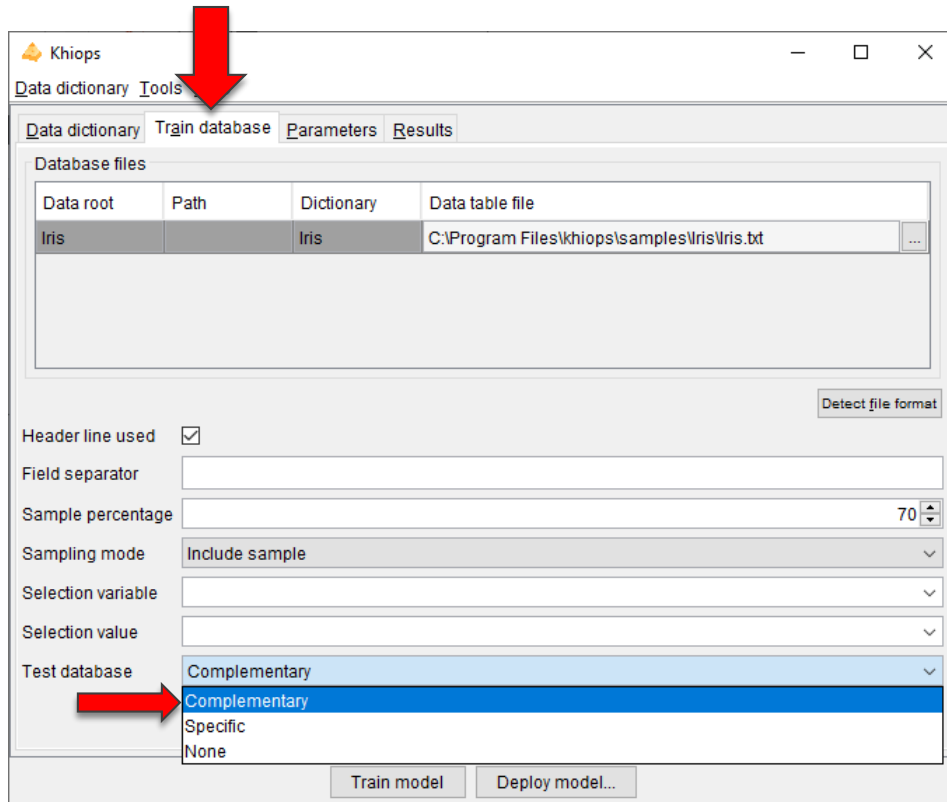 Khiops
Data dictionary Tools
Data dictionary Train database Parameters Results
Database files
Data root Path Dictionary Data table file
Iris Iris C:\Program Files\khiops\samples\Iris\Iris.txt ...
Detect file format
Header line used
Field separator
Sample percentage 70
Sampling mode Include sample
Selection variable
Selection value
Test database Complementary
Complementary
Specific
None
Train model Deploy model...